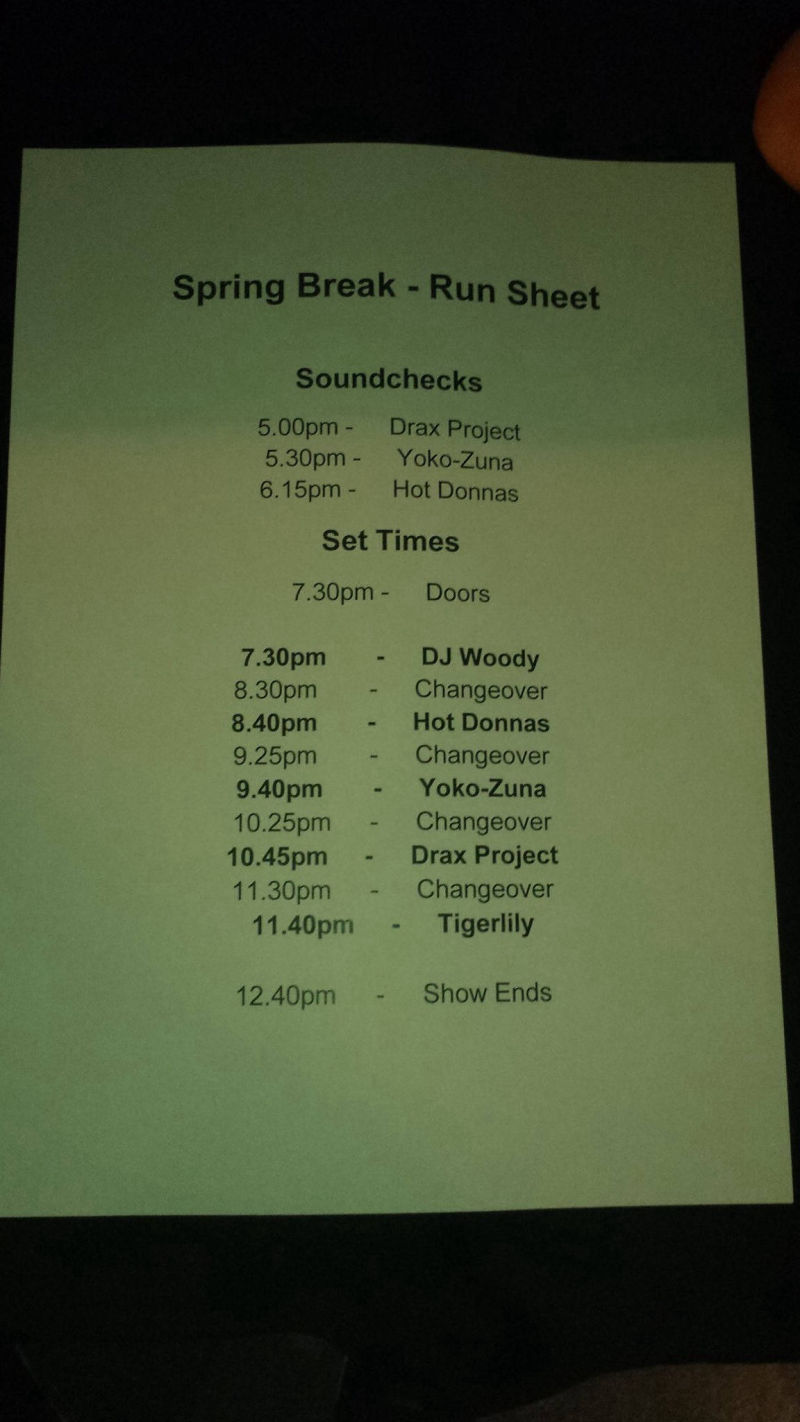 Spring Break - Run Sheet
Soundchecks
5.00pm - Drax Project
5.30pm - Yoko-Zuna
6.15pm - Hot Donnas
Set Times
7.30pm - Doors
7.30pm - DJ Woody
8.30pm - Changeover
8.40pm - Hot Donnas
9.25pm - Changeover
9.40pm - Yoko-Zuna
10.25pm - Changeover
10.45pm - Drax Project
11.30pm - Changeover
11.40pm - Tigerlily
12.40pm - Show Ends